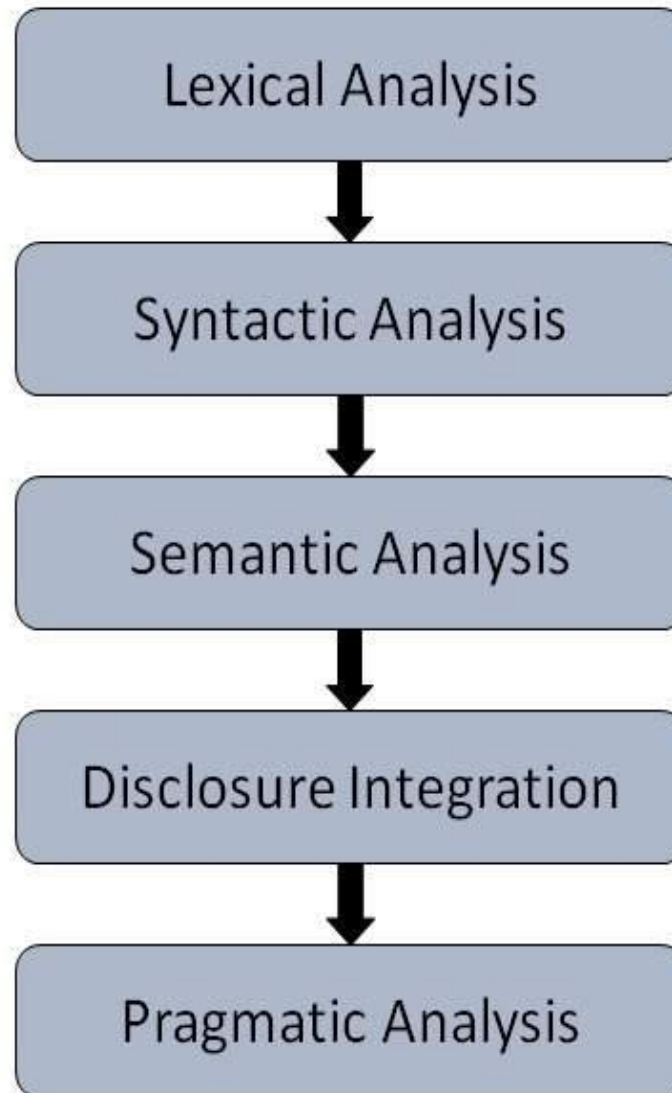 Lexical Analysis
Syntactic Analysis
Semantic Analysis
Disclosure Integration
Pragmatic Analysis